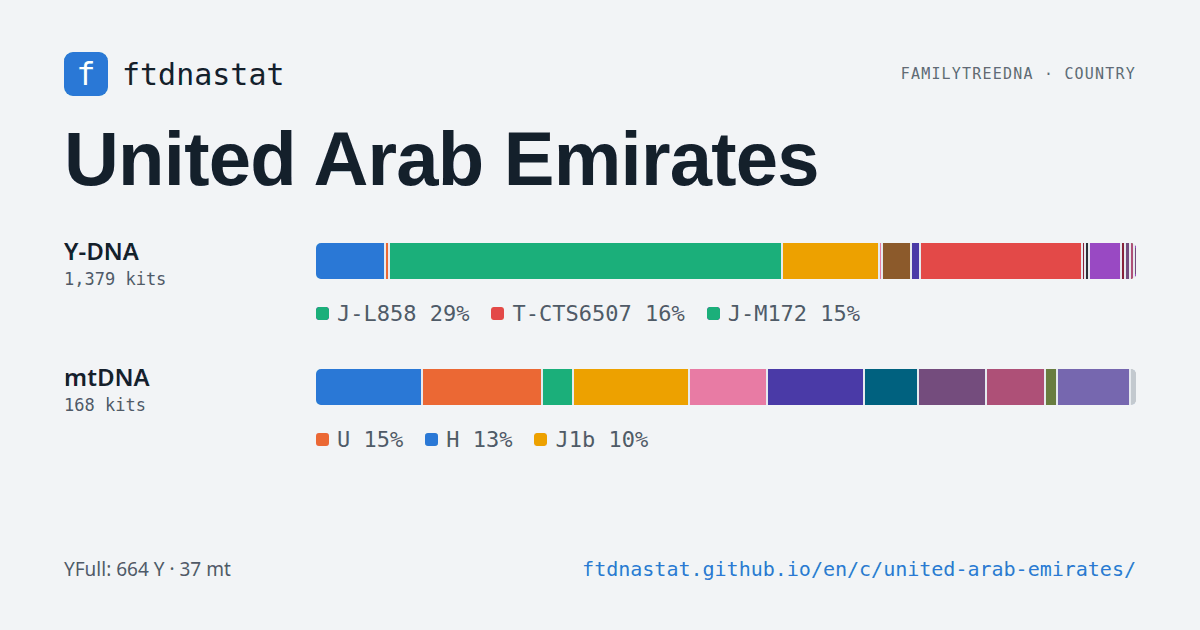 f ftdnastat
FAMILYTREEDNA · COUNTRY
United Arab Emirates
Y-DNA
1,379 kits
J-L858 29% T-CTS6507 16% J-M172 15%
mtDNA
168 kits
U 15% H 13% J1b 10%
YFull: 664 Y · 37 mt
ftdnastat.github.io/en/c/united-arab-emirates/